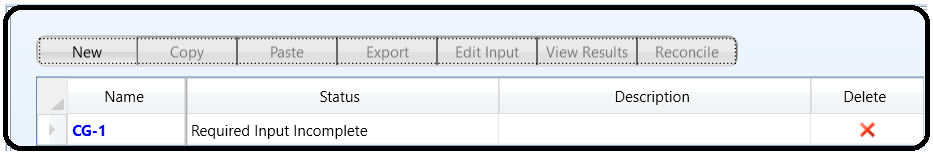 New Copy Paste Export Edit Input View Results Reconcile
Name Status Description Delete
CG-1 Required Input Incomplete